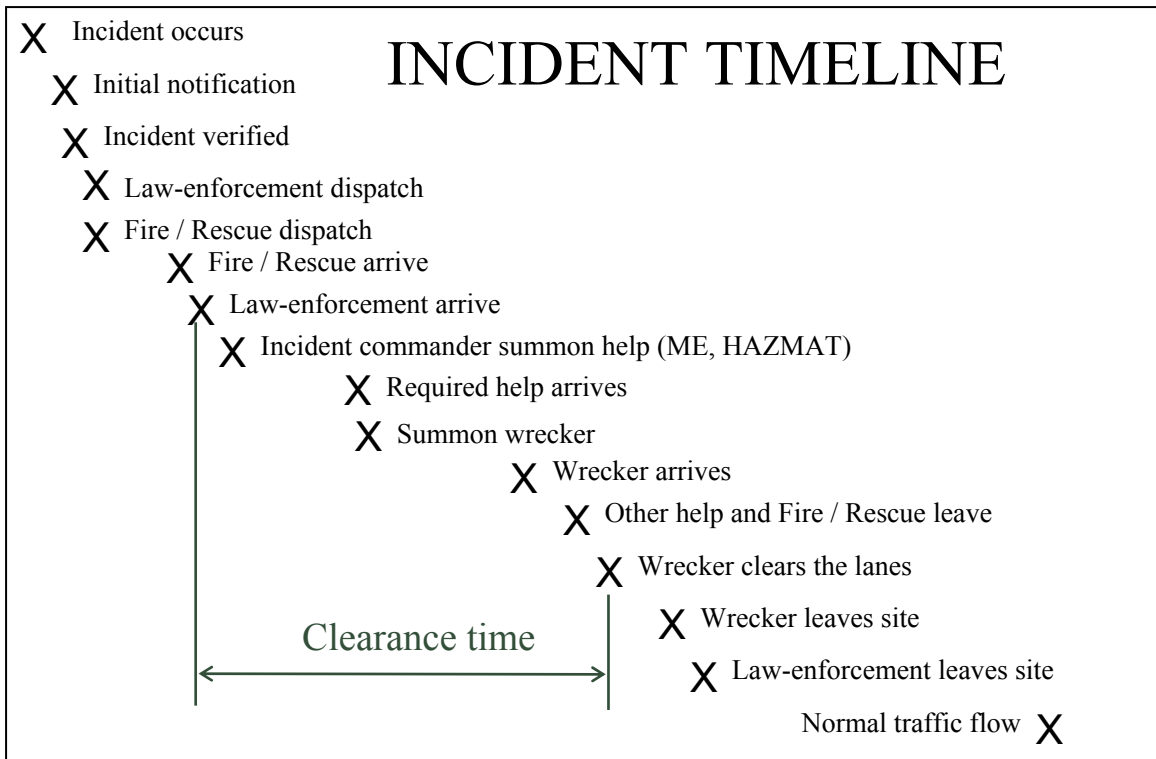 Incident occurs
INCIDENT TIMELINE
Initial notification
Incident verified
Law-enforcement dispatch
Fire / Rescue dispatch
Fire / Rescue arrive
Law-enforcement arrive
Incident commander summon help (ME, HAZMAT)
Required help arrives
Summon wrecker
Wrecker arrives
Other help and Fire / Rescue leave
Wrecker clears the lanes
Wrecker leaves site
Clearance time
Law-enforcement leaves site
Normal traffic flow